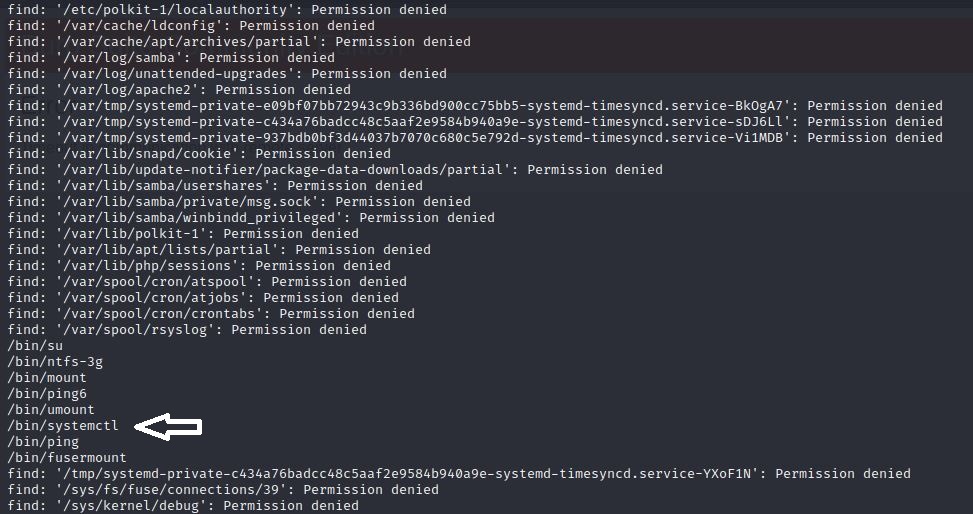 find: '/etc/polkit-1/localauthority': Permission denied
find: '/var/cache/ldconfig': Permission denied
find: '/var/cache/apt/archives/partial': Permission denied
find: '/var/log/samba': Permission denied
find: '/var/log/unattended-upgrades': Permission denied
find: '/var/log/apache2': Permission denied
find: '/var/tmp/systemd-private-e09bf07bb72943c9b336bd900cc75bb5-systemd-timesyncd.service-BkOgA7': Permission denied
find: '/var/tmp/systemd-private-c434a76badcc48c5aaf2e9584b940a9e-systemd-timesyncd.service-sDJ6Ll': Permission denied
find: '/var/tmp/systemd-private-937bdb0bf3d44037b7070c680c5e792d-systemd-timesyncd.service-Vi1MDB': Permission denied
find: '/var/lib/snapd/cookie': Permission denied
find: '/var/lib/update-notifier/package-data-downloads/partial': Permission denied
find: '/var/lib/samba/usershares': Permission denied
find: '/var/lib/samba/private/msg.sock': Permission denied
find: '/var/lib/samba/winbindd_privileged': Permission denied
find: '/var/lib/polkit-1': Permission denied
find: '/var/lib/apt/lists/partial': Permission denied
find: '/var/lib/php/sessions': Permission denied
find: '/var/spool/cron/atspool': Permission denied
find: '/var/spool/cron/atjobs': Permission denied
find: '/var/spool/cron/crontabs': Permission denied
find: '/var/spool/rsyslog': Permission denied
/bin/su
/bin/ntfs-3g
/bin/mount
/bin/ping6
/bin/umount
/bin/systemctl
/bin/ping
/bin/fusermount
find: '/tmp/systemd-private-c434a76badcc48c5aaf2e9584b940a9e-systemd-timesyncd.service-YXoF1N': Permission denied
find: '/sys/fs/fuse/connections/39': Permission denied
find: '/sys/kernel/debug': Permission denied